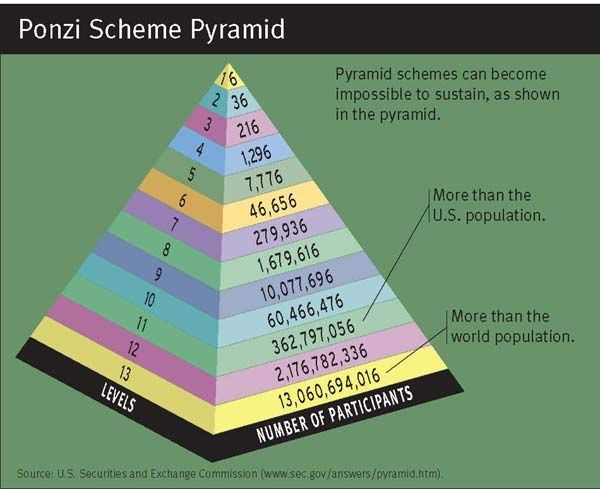 Ponzi Scheme Pyramid
Pyramid schemes can become
impossible to sustain, as shown
in the pyramid.
1 6
2 36
3 216
4 1,296
5 7,776
6 46,656
7 279,936
8 1,679,616
9 10,077,696
10 60,466,476
11 362,797,056
12 2,176,782,336
13 13,060,694,016
More than the
U.S. population.
More than the
world population.
LEVELS
NUMBER OF PARTICIPANTS
Source: U.S. Securities and Exchange Commission (www.sec.gov/answers/pyramid.htm).